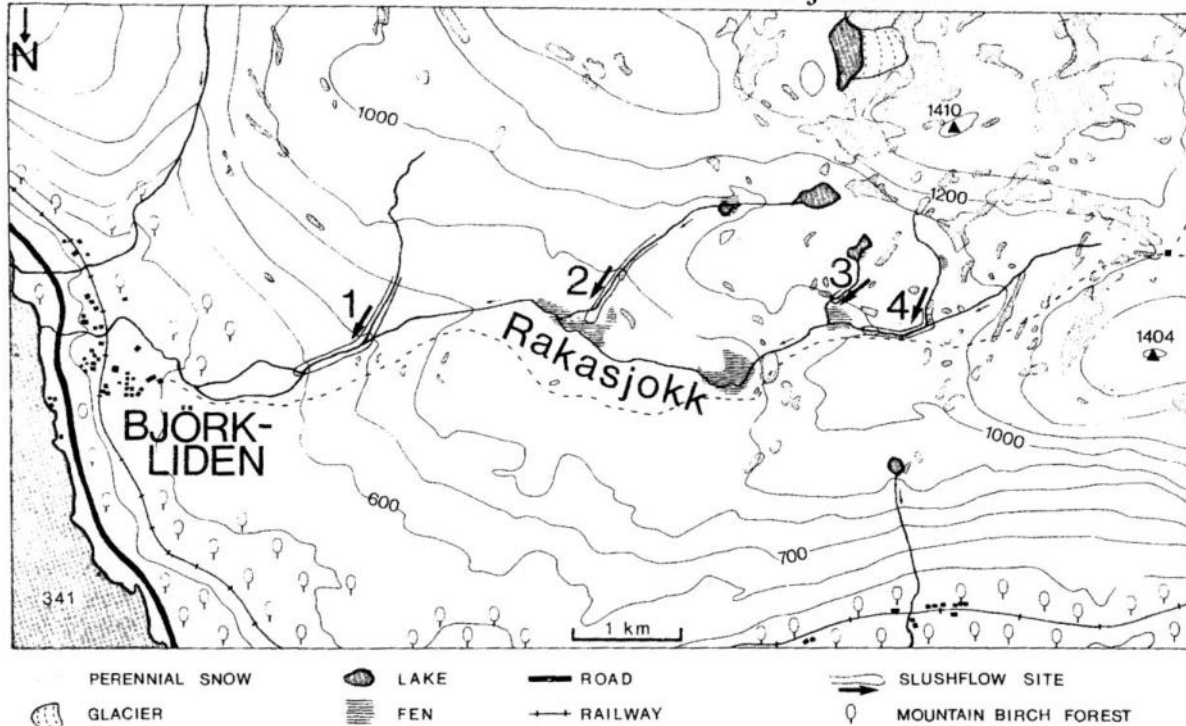 N
1000
1410
1200
1
2
3
4
Rakasjokk
1404
BJÖRK-
LIDEN
1000
600
700
341
1 km
PERENNIAL SNOW
LAKE
ROAD
SLUSHFLOW SITE
GLACIER
FEN
RAILWAY
MOUNTAIN BIRCH FOREST